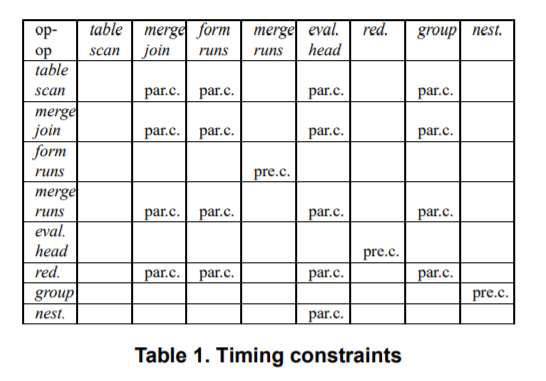 op- table merge form merge eval. red. group nest.
op scan join runs runs head
table
scan par.c. par.c. par.c. par.c.
merge
join par.c. par.c. par.c. par.c.
form
runs pre.c.
merge
runs par.c. par.c. par.c. par.c.
eval.
head pre.c.
red. par.c. par.c. par.c. par.c.
group pre.c.
nest. par.c.
Table 1. Timing constraints